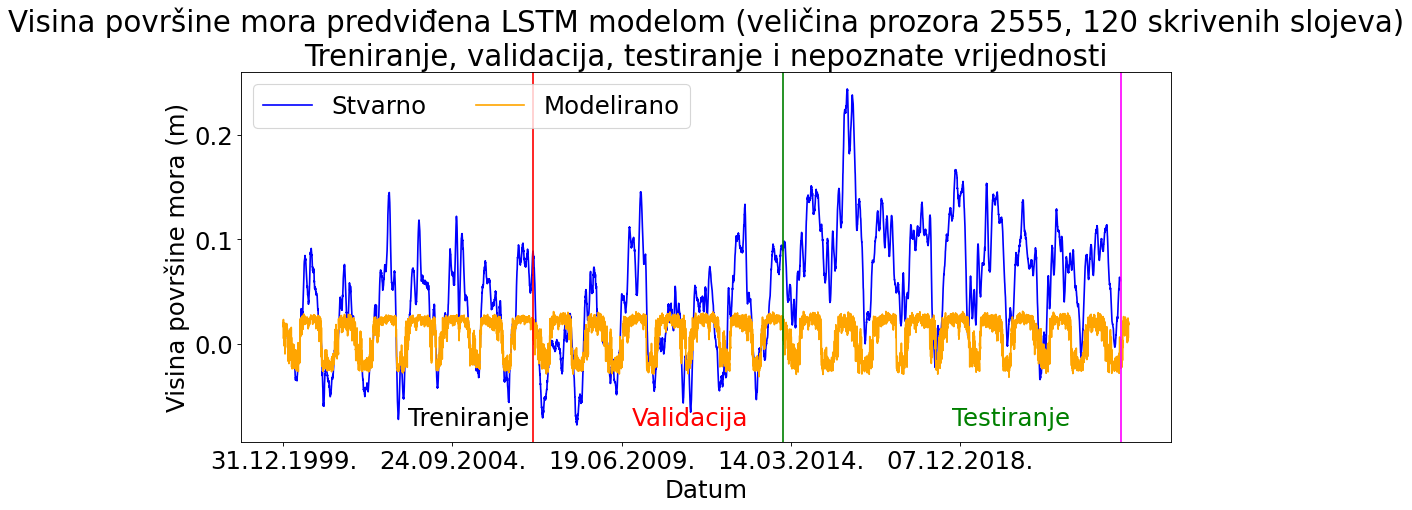 Visina površine mora predviđena LSTM modelom (veličina prozora 2555, 120 skrivenih slojeva)
Treniranje, validacija, testiranje i nepoznate vrijednosti
Stvarno
Modelirano
Visina površine mora (m)
0.2
0.1
0.0
Treniranje
Validacija
Testiranje
31.12.1999.
24.09.2004.
19.06.2009.
14.03.2014.
07.12.2018.
Datum